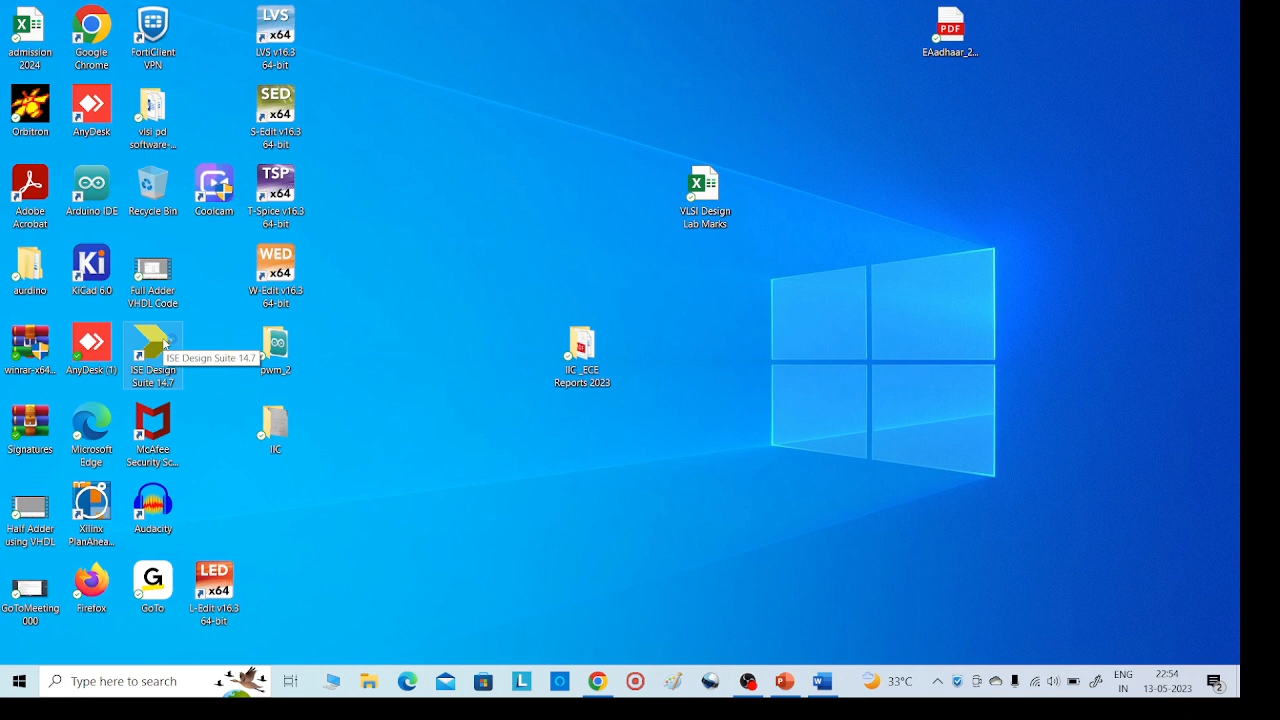 admission
2024
Google
Chrome
FortiClient
VPN
LVS
x64
LVS v16.3
64-bit
PDF
EAadhaar_2...
Orbitron
AnyDesk
vlsi pd
software-...
SED
x64
S-Edit v16.3
64-bit
Adobe
Acrobat
Arduino IDE
Recycle Bin
Coolcam
TSP
x64
T-Spice v16.3
64-bit
VLSI Design
Lab Marks
aurdino
Ki
KiCad 6.0
Full Adder
VHDL Code
WED
x64
W-Edit v16.3
64-bit
winrar-x64...
AnyDesk (1)
ISE Design
Suite 14.7
ISE Design Suite 14.7
pwm_2
IIC _ECE
Reports 2023
Signatures
Microsoft
Edge
McAfee
Security Sc...
IIC
Half Adder
using VHDL
Xilinx
PlanAhea...
Audacity
GoToMeeting
000
Firefox
G
GoTo
LED
x64
L-Edit v16.3
64-bit
Type here to search
L
33°C
ENG
IN
22:54
13-05-2023
2